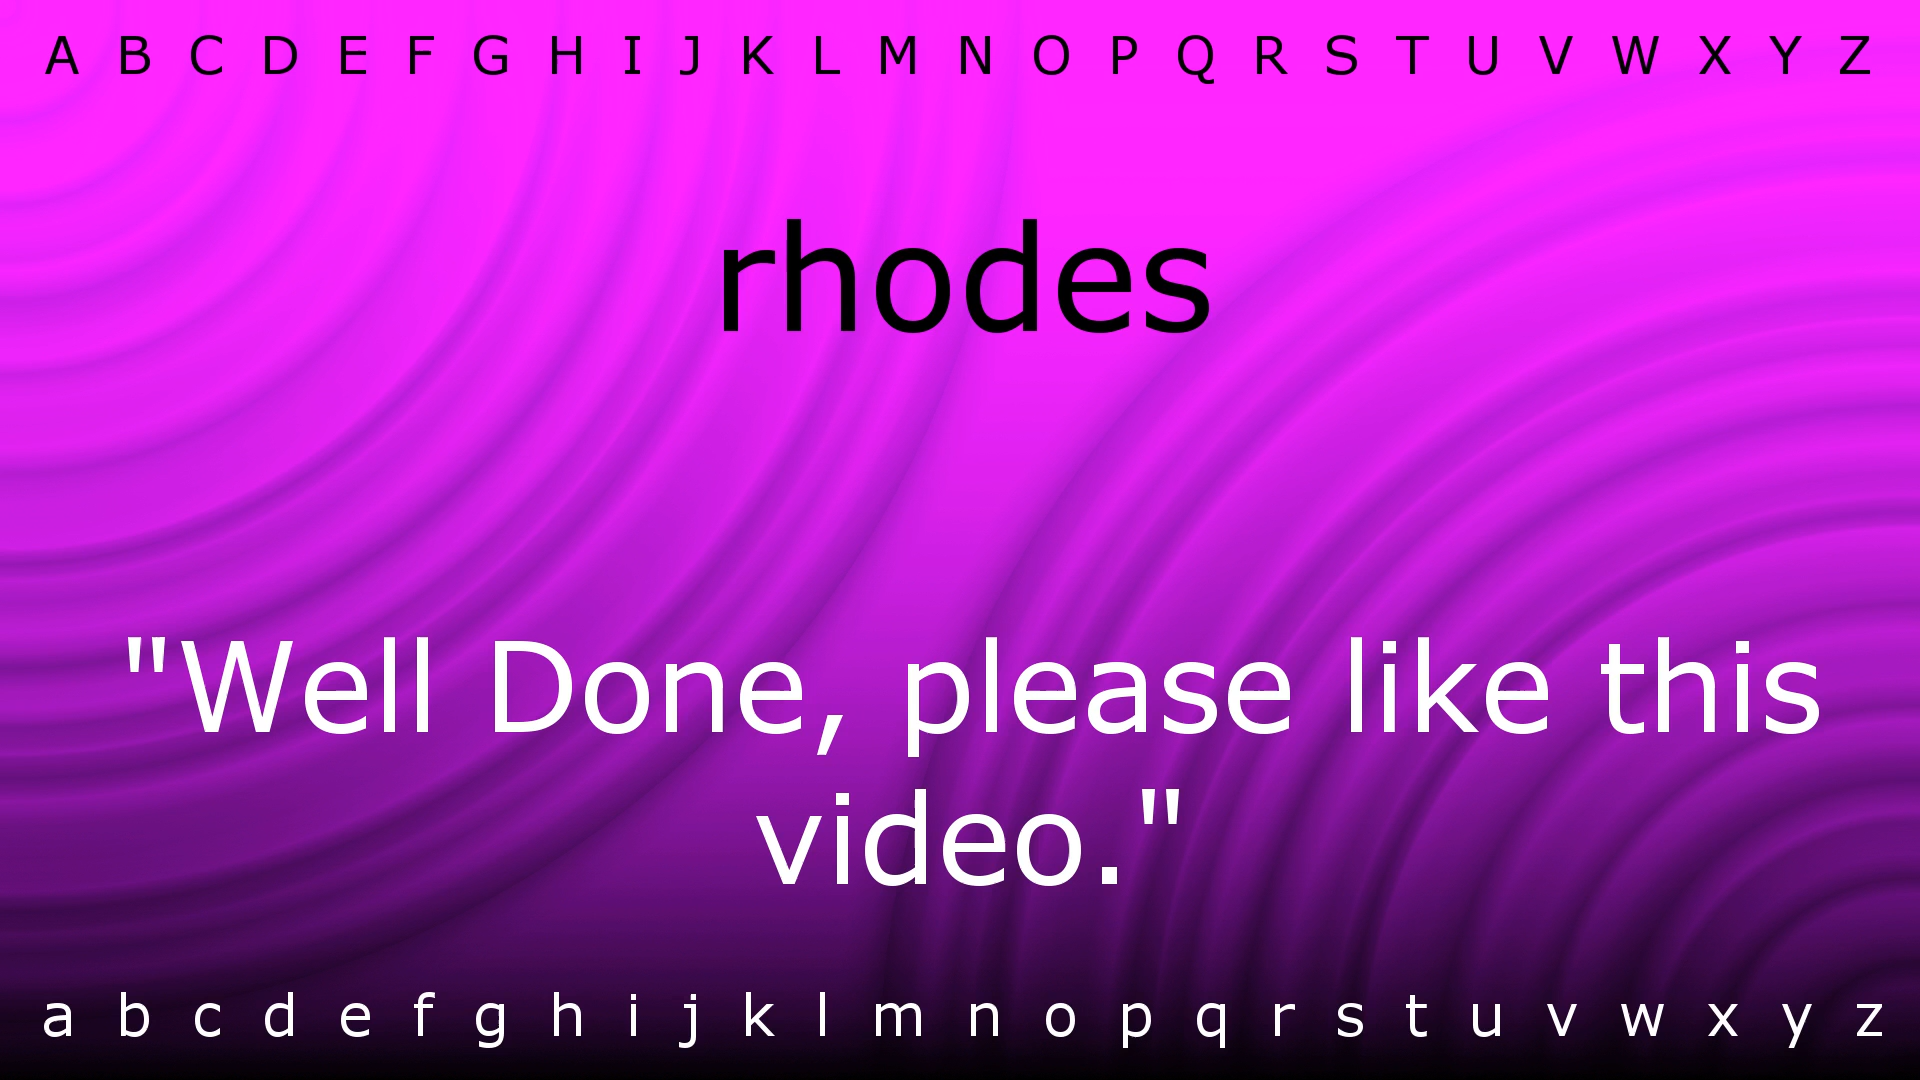 A B C D E F G H I J K L M N O P Q R S T U V W X Y Z
rhodes
"Well Done, please like this
video."
a b c d e f g h i j k l m n o p q r s t u v w x y z